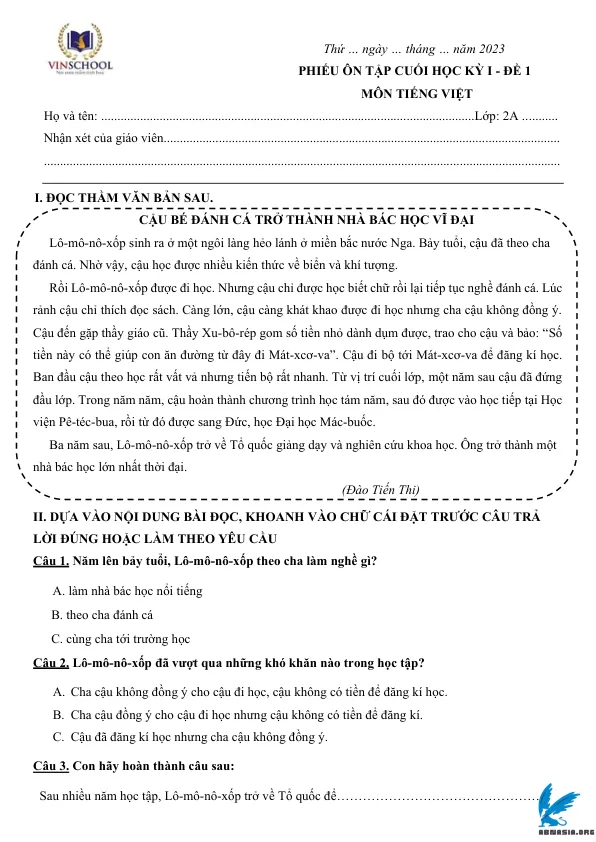 VINSCHOOL
Thứ ... ngày ... tháng ... năm 2023
PHIẾU ÔN TẬP CUỐI HỌC KỲ I - ĐỀ 1
MÔN TIẾNG VIỆT
Họ và tên: ....................................................................................................................Lớp: 2A ...........
Nhận xét của giáo viên..........................................................................................................................
................................................................................................................................................................
I. ĐỌC THẦM VĂN BẢN SAU.
CẬU BÉ ĐÁNH CÁ TRỞ THÀNH NHÀ BÁC HỌC VĨ ĐẠI
Lô-mô-nô-xốp sinh ra ở một ngôi làng hẻo lánh ở miền bắc nước Nga. Bảy tuổi, cậu đã theo cha
đánh cá. Nhờ vậy, cậu học được nhiều kiến thức về biển và khí tượng.
Rồi Lô-mô-nô-xốp được đi học. Nhưng cậu chỉ được học biết chữ rồi lại tiếp tục nghề đánh cá. Lúc
rảnh cậu chỉ thích đọc sách. Càng lớn, cậu càng khát khao được đi học nhưng cha cậu không đồng ý.
Cậu đến gặp thầy giáo cũ. Thầy Xu-bô-rép gom số tiền nhỏ dành dụm được, trao cho cậu và bảo: “Số
tiền này có thể giúp con ăn đường từ đây đi Mát-xcơ-va”. Cậu đi bộ tới Mát-xcơ-va để đăng kí học.
Ban đầu cậu theo học rất vất vả nhưng tiến bộ rất nhanh. Từ vị trí cuối lớp, một năm sau cậu đã đứng
đầu lớp. Trong năm năm, cậu hoàn thành chương trình học tám năm, sau đó được vào học tiếp tại Học
viện Pê-téc-bua, rồi từ đó được sang Đức, học Đại học Mác-buốc.
Ba năm sau, Lô-mô-nô-xốp trở về Tổ quốc giảng dạy và nghiên cứu khoa học. Ông trở thành một
nhà bác học lớn nhất thời đại.
(Đào Tiến Thi)
II. DỰA VÀO NỘI DUNG BÀI ĐỌC, KHOANH VÀO CHỮ CÁI ĐẶT TRƯỚC CÂU TRẢ
LỜI ĐÚNG HOẶC LÀM THEO YÊU CẦU
Câu 1. Năm lên bảy tuổi, Lô-mô-nô-xốp theo cha làm nghề gì?
A. làm nhà bác học nổi tiếng
B. theo cha đánh cá
C. cùng cha tới trường học
Câu 2. Lô-mô-nô-xốp đã vượt qua những khó khăn nào trong học tập?
A. Cha cậu không đồng ý cho cậu đi học, cậu không có tiền để đăng kí học.
B. Cha cậu đồng ý cho cậu đi học nhưng cậu không có tiền để đăng kí.
C. Cậu đã đăng kí học nhưng cha cậu không đồng ý.
Câu 3. Con hãy hoàn thành câu sau:
Sau nhiều năm học tập, Lô-mô-nô-xốp trở về Tổ quốc để…………………………………………
ABNASIA.ORG